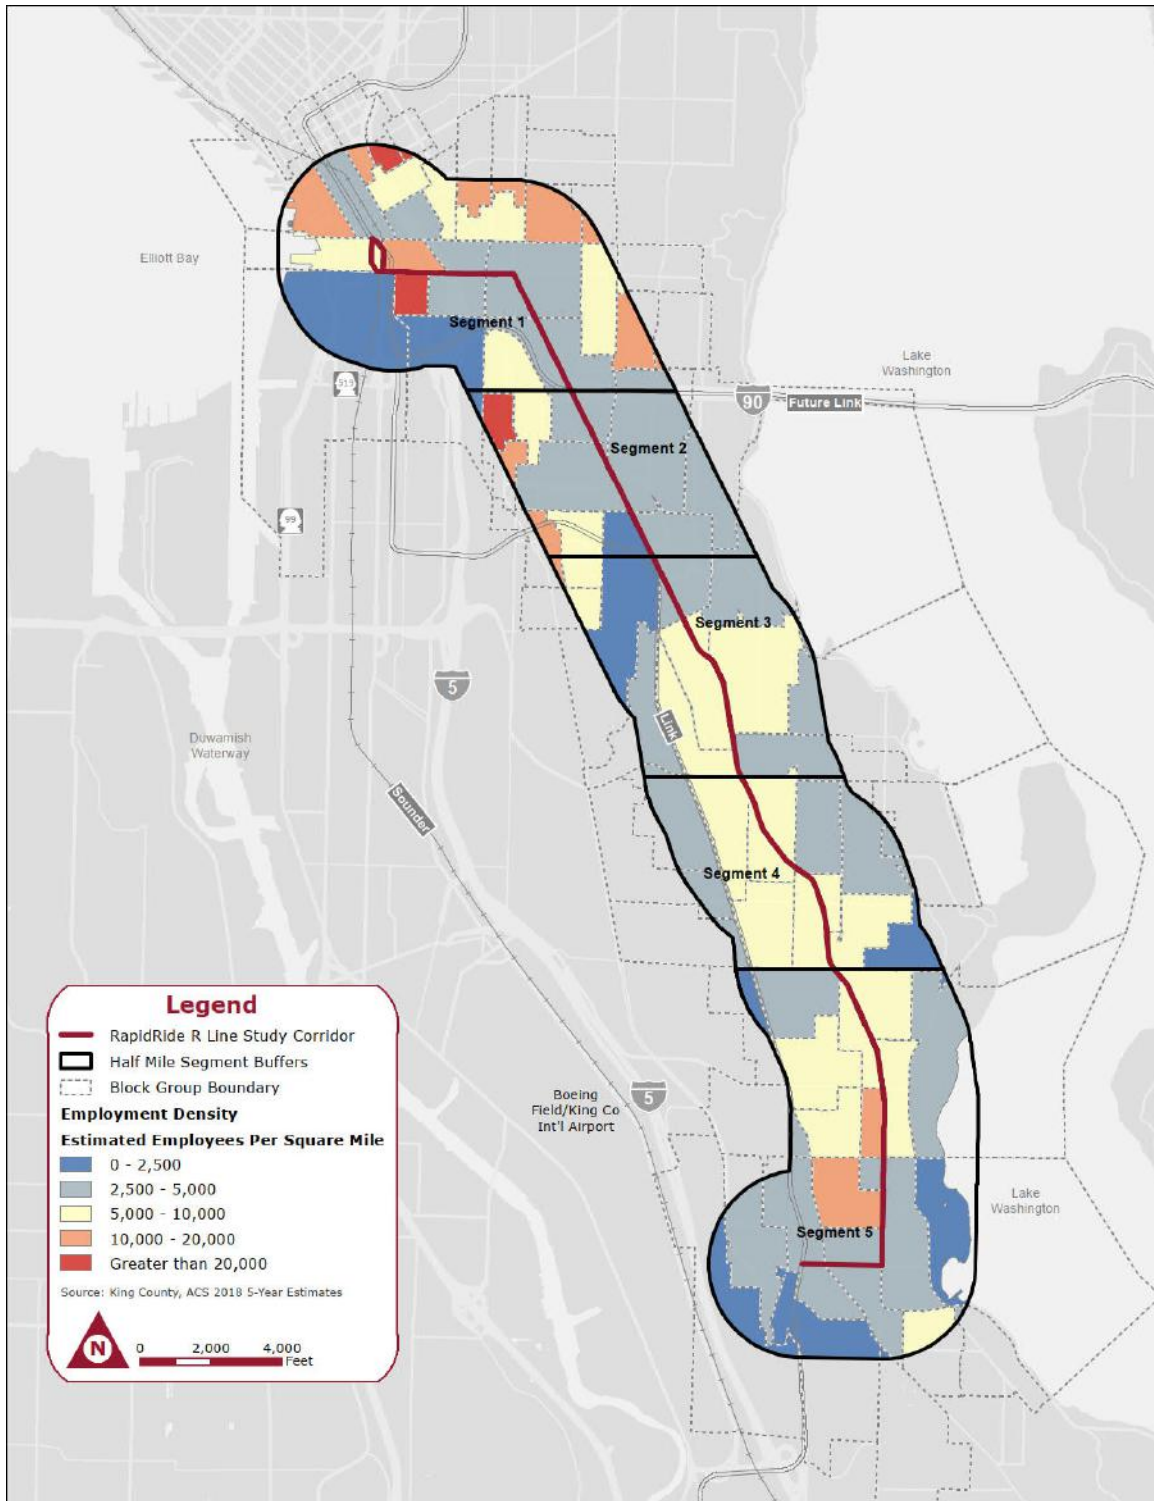 Elliott Bay
Segment 1
Lake
Washington
519
90
Future Link
Segment 2
99
Segment 3
5
Link
Duwamish
Waterway
Sounder
Segment 4
Legend
RapidRide R Line Study Corridor
Half Mile Segment Buffers
Block Group Boundary
Employment Density
Estimated Employees Per Square Mile
0 - 2,500
2,500 - 5,000
5,000 - 10,000
10,000 - 20,000
Greater than 20,000
Source: King County, ACS 2018 5-Year Estimates
N
0 2,000 4,000
Feet
5
Boeing
Field/King Co
Int'l Airport
Lake
Washington
Segment 5